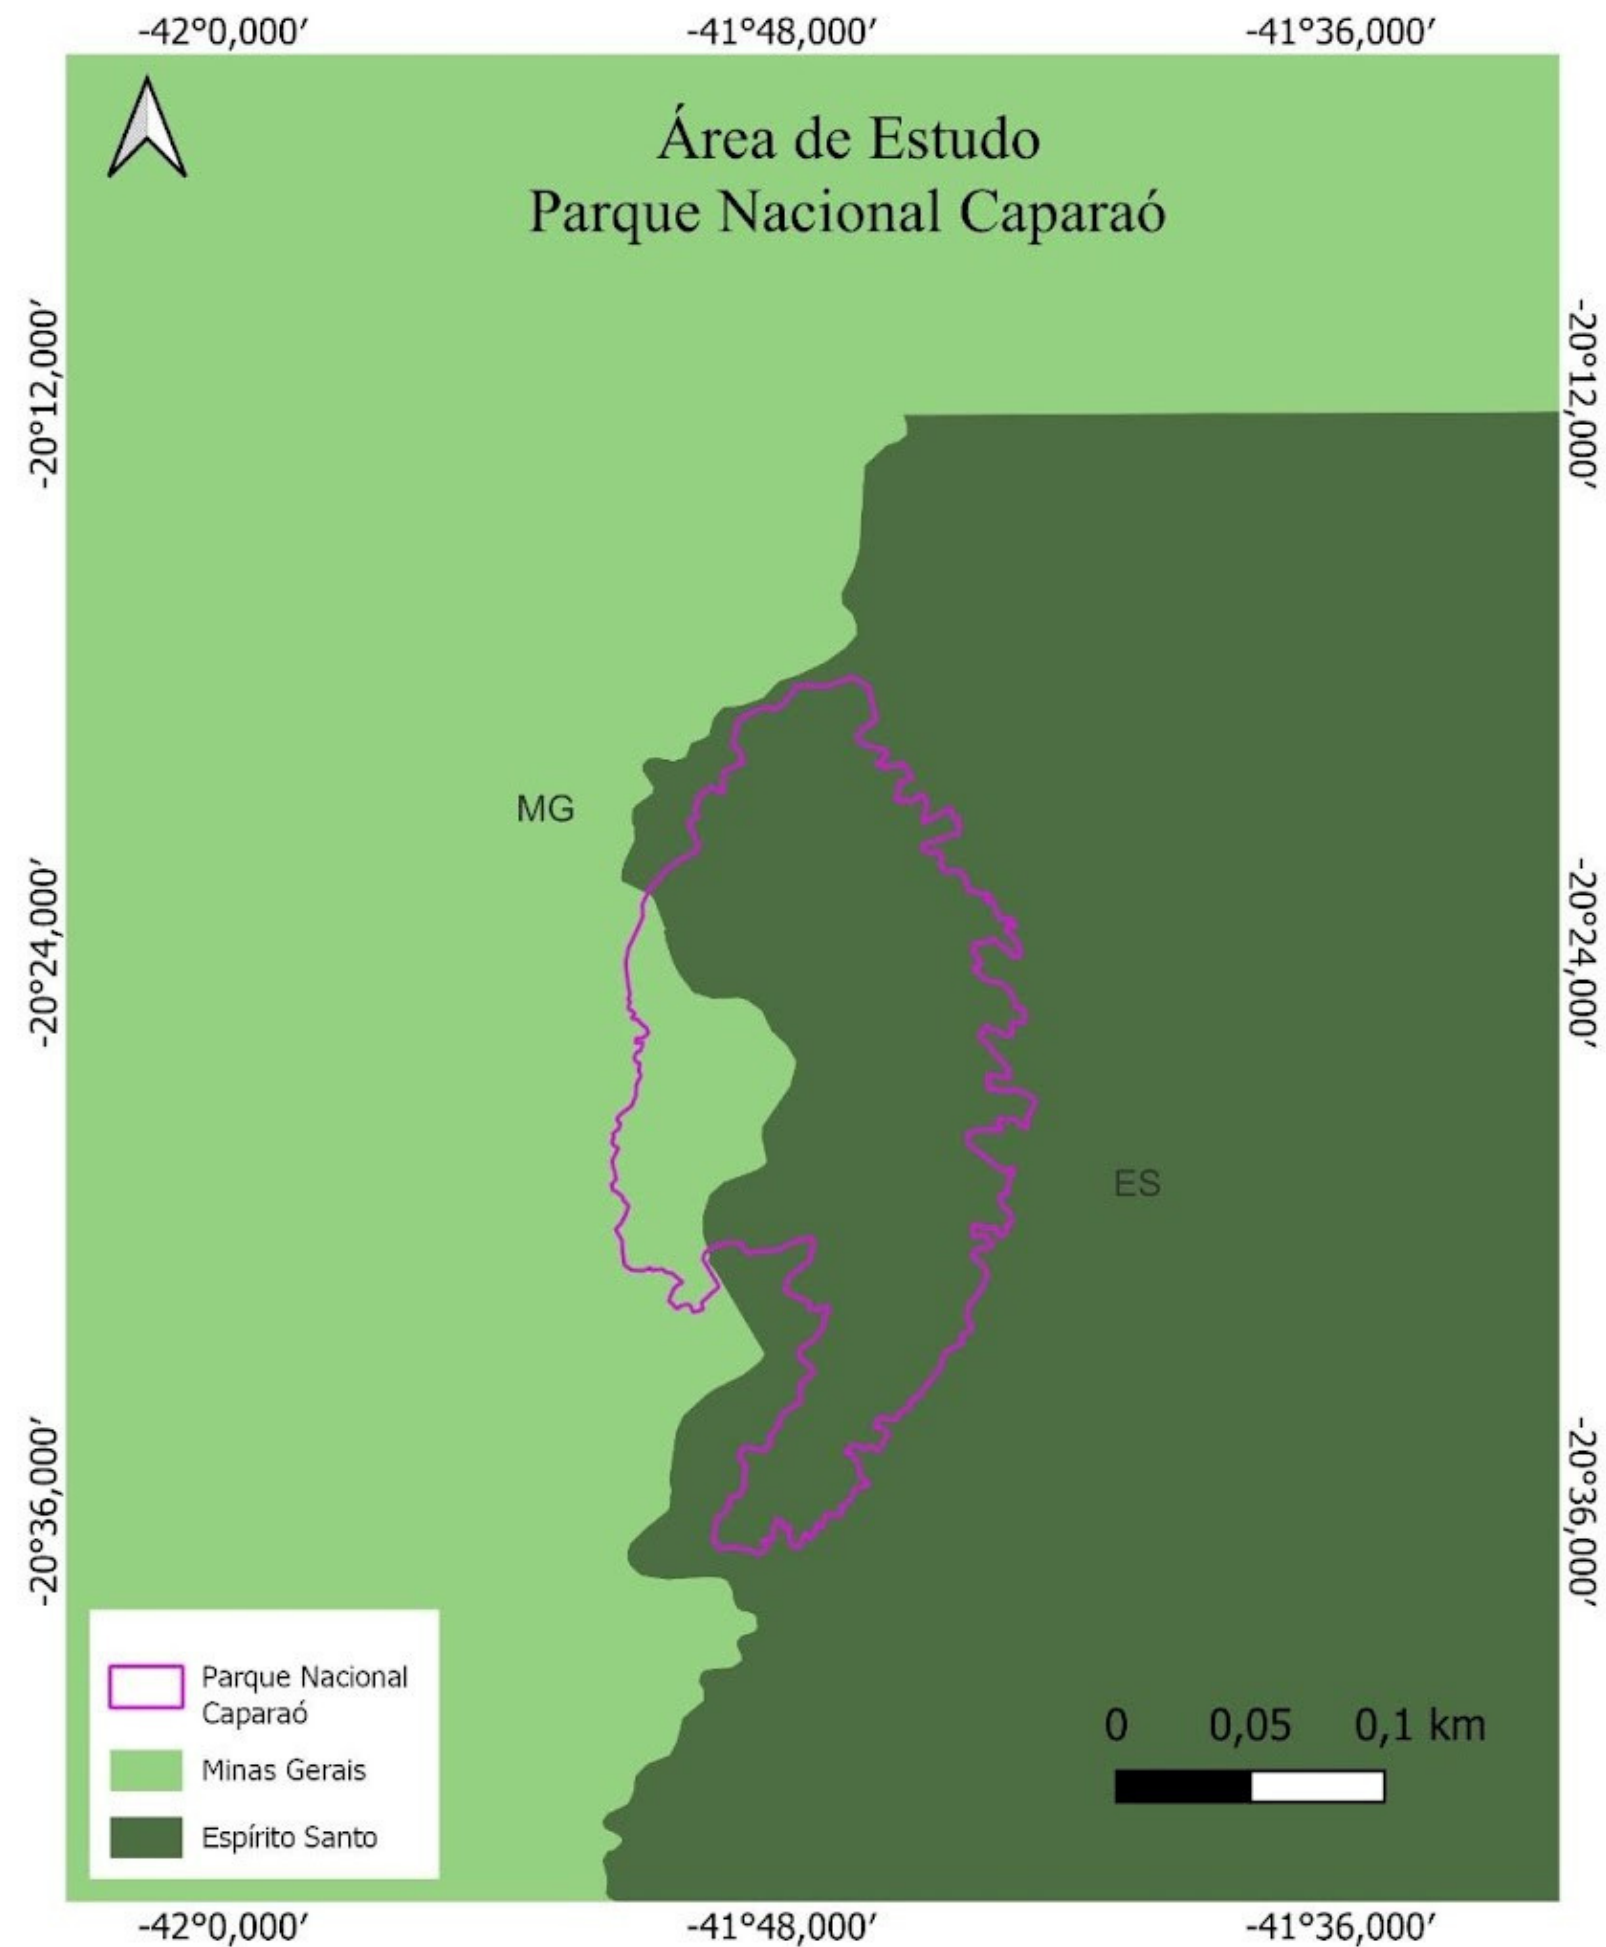 -42°0,000′ -41°48,000′ -41°36,000′
Área de Estudo
Parque Nacional Caparaó
-20°12,000′ -20°12,000′
MG
-20°24,000′ -20°24,000′
ES
-20°36,000′ -20°36,000′
Parque Nacional
Caparaó
Minas Gerais
Espírito Santo
0 0,05 0,1 km
-42°0,000′ -41°48,000′ -41°36,000′